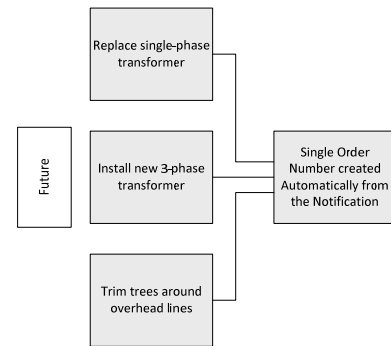 Replace single-phase
transformer
Future
Install new 3-phase
transformer
Single Order
Number created
Automatically from
the Notification
Trim trees around
overhead lines